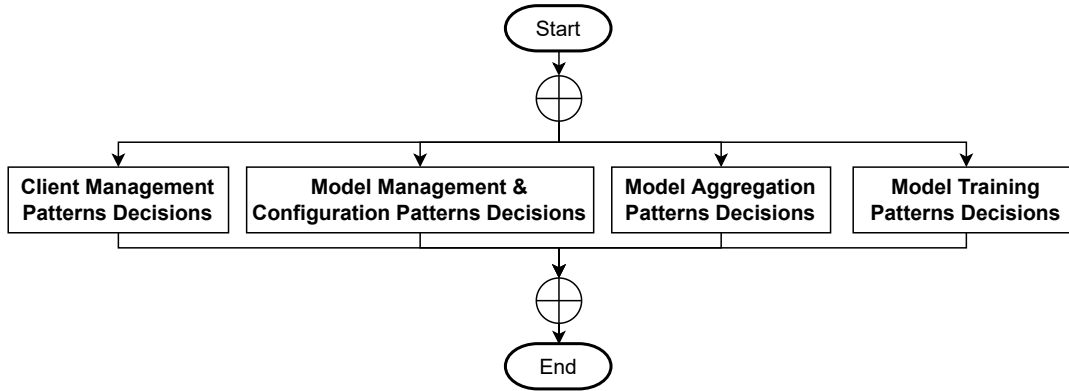 Start
Client Management
Patterns Decisions
Model Management &
Configuration Patterns Decisions
Model Aggregation
Patterns Decisions
Model Training
Patterns Decisions
End